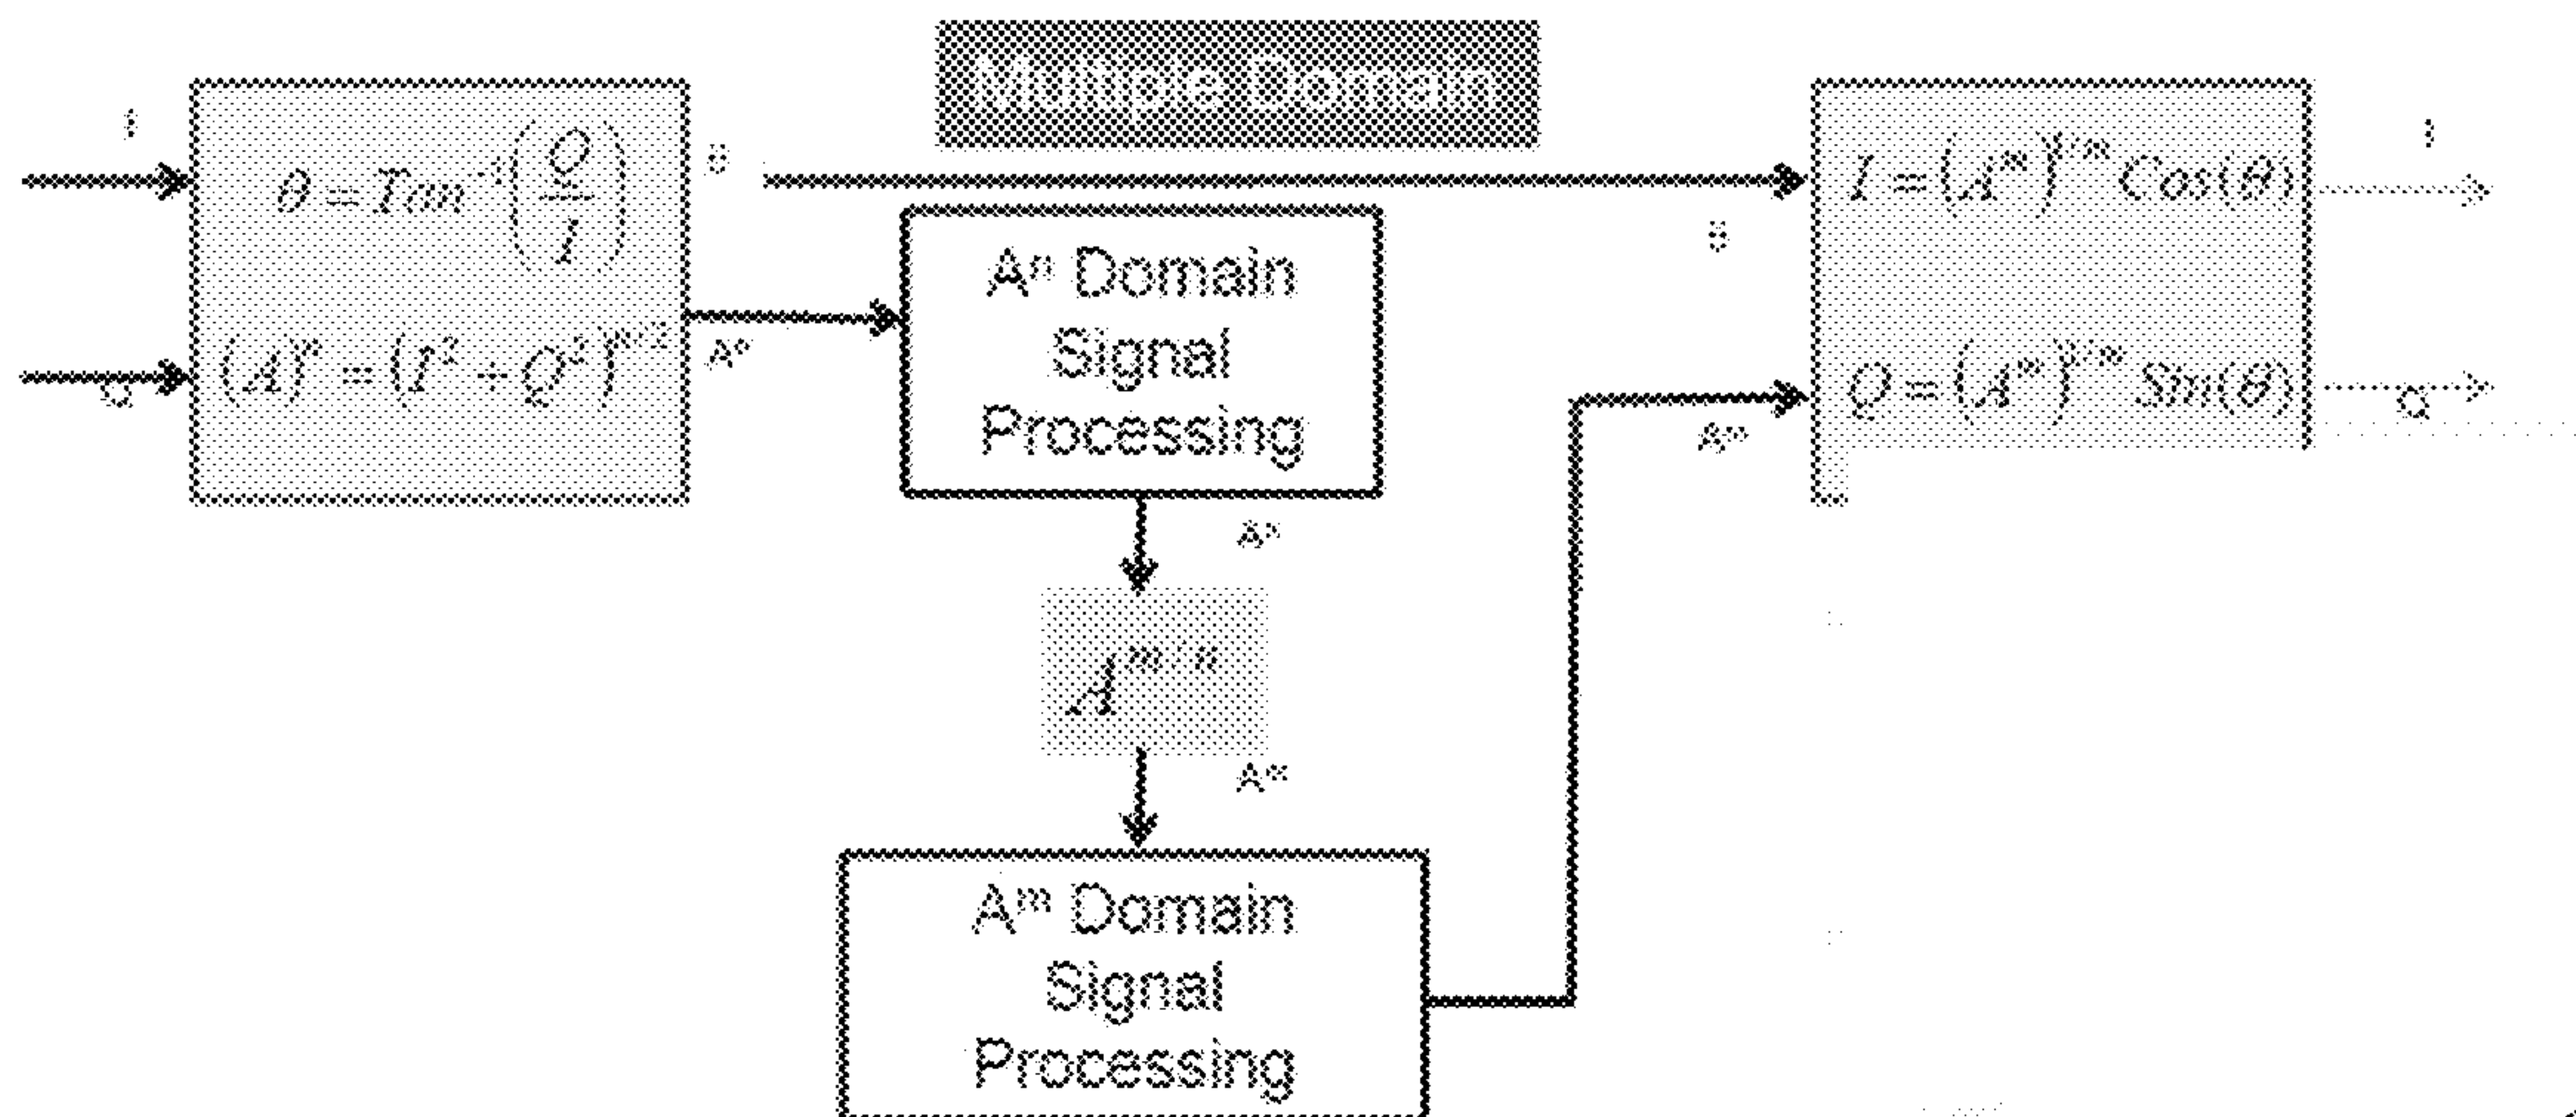 Multiple Domain
I
θ = Tan⁻¹(Q/I)
(A)ⁿ = (I² + Q²)ⁿ/²
Q
θ
Aⁿ
Aⁿ Domain
Signal
Processing
Aⁿ
Aᵐ/ⁿ
Aᵐ
Aᵐ Domain
Signal
Processing
θ
Aᵐ
I = (Aᵐ)¹/ᵐ Cos(θ)
Q = (Aᵐ)¹/ᵐ Sin(θ)
I
Q